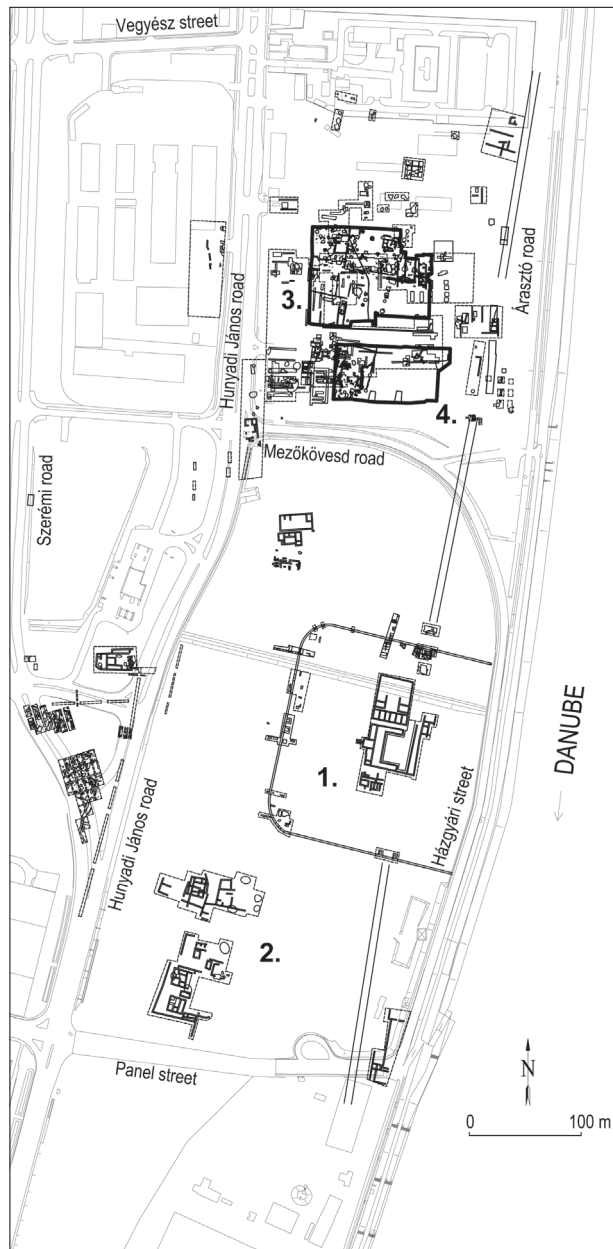 Vegyész street
Árasztó road
Hunyadi János road
3.
4.
Mezőkövesd road
Szerémi road
DANUBE
1.
Házgyári street
Hunyadi János road
2.
Panel street
N
0 100 m